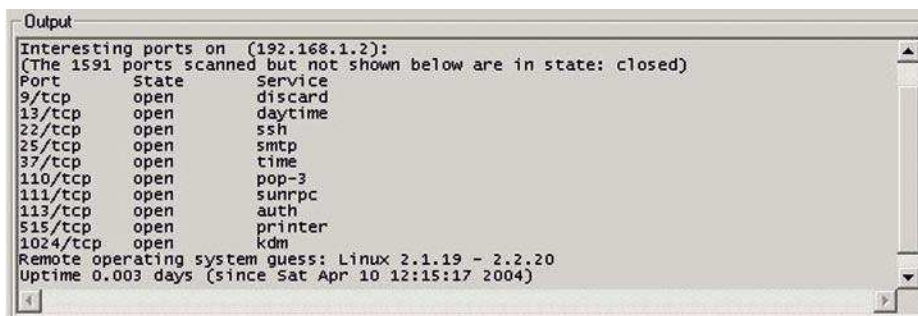 Output
Interesting ports on (192.168.1.2):
(The 1591 ports scanned but not shown below are in state: closed)
Port State Service
9/tcp open discard
13/tcp open daytime
22/tcp open ssh
25/tcp open smtp
37/tcp open time
110/tcp open pop-3
111/tcp open sunrpc
113/tcp open auth
515/tcp open printer
1024/tcp open kdm
Remote operating system guess: Linux 2.1.19 - 2.2.20
Uptime 0.003 days (since Sat Apr 10 12:15:17 2004)